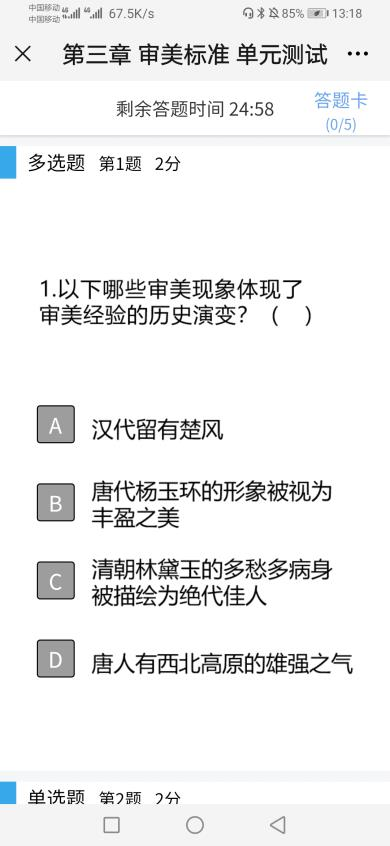 中国移动 46 46 67.5K/s 85% 13:18
中国移动
第三章 审美标准 单元测试
剩余答题时间 24:58 答题卡
(0/5)
多选题 第1题 2分
1.以下哪些审美现象体现了
审美经验的历史演变？（ ）
A 汉代留有楚风
B 唐代杨玉环的形象被视为
丰盈之美
C 清朝林黛玉的多愁多病身
被描绘为绝代佳人
D 唐人有西北高原的雄强之气
单选题 第2题 2分